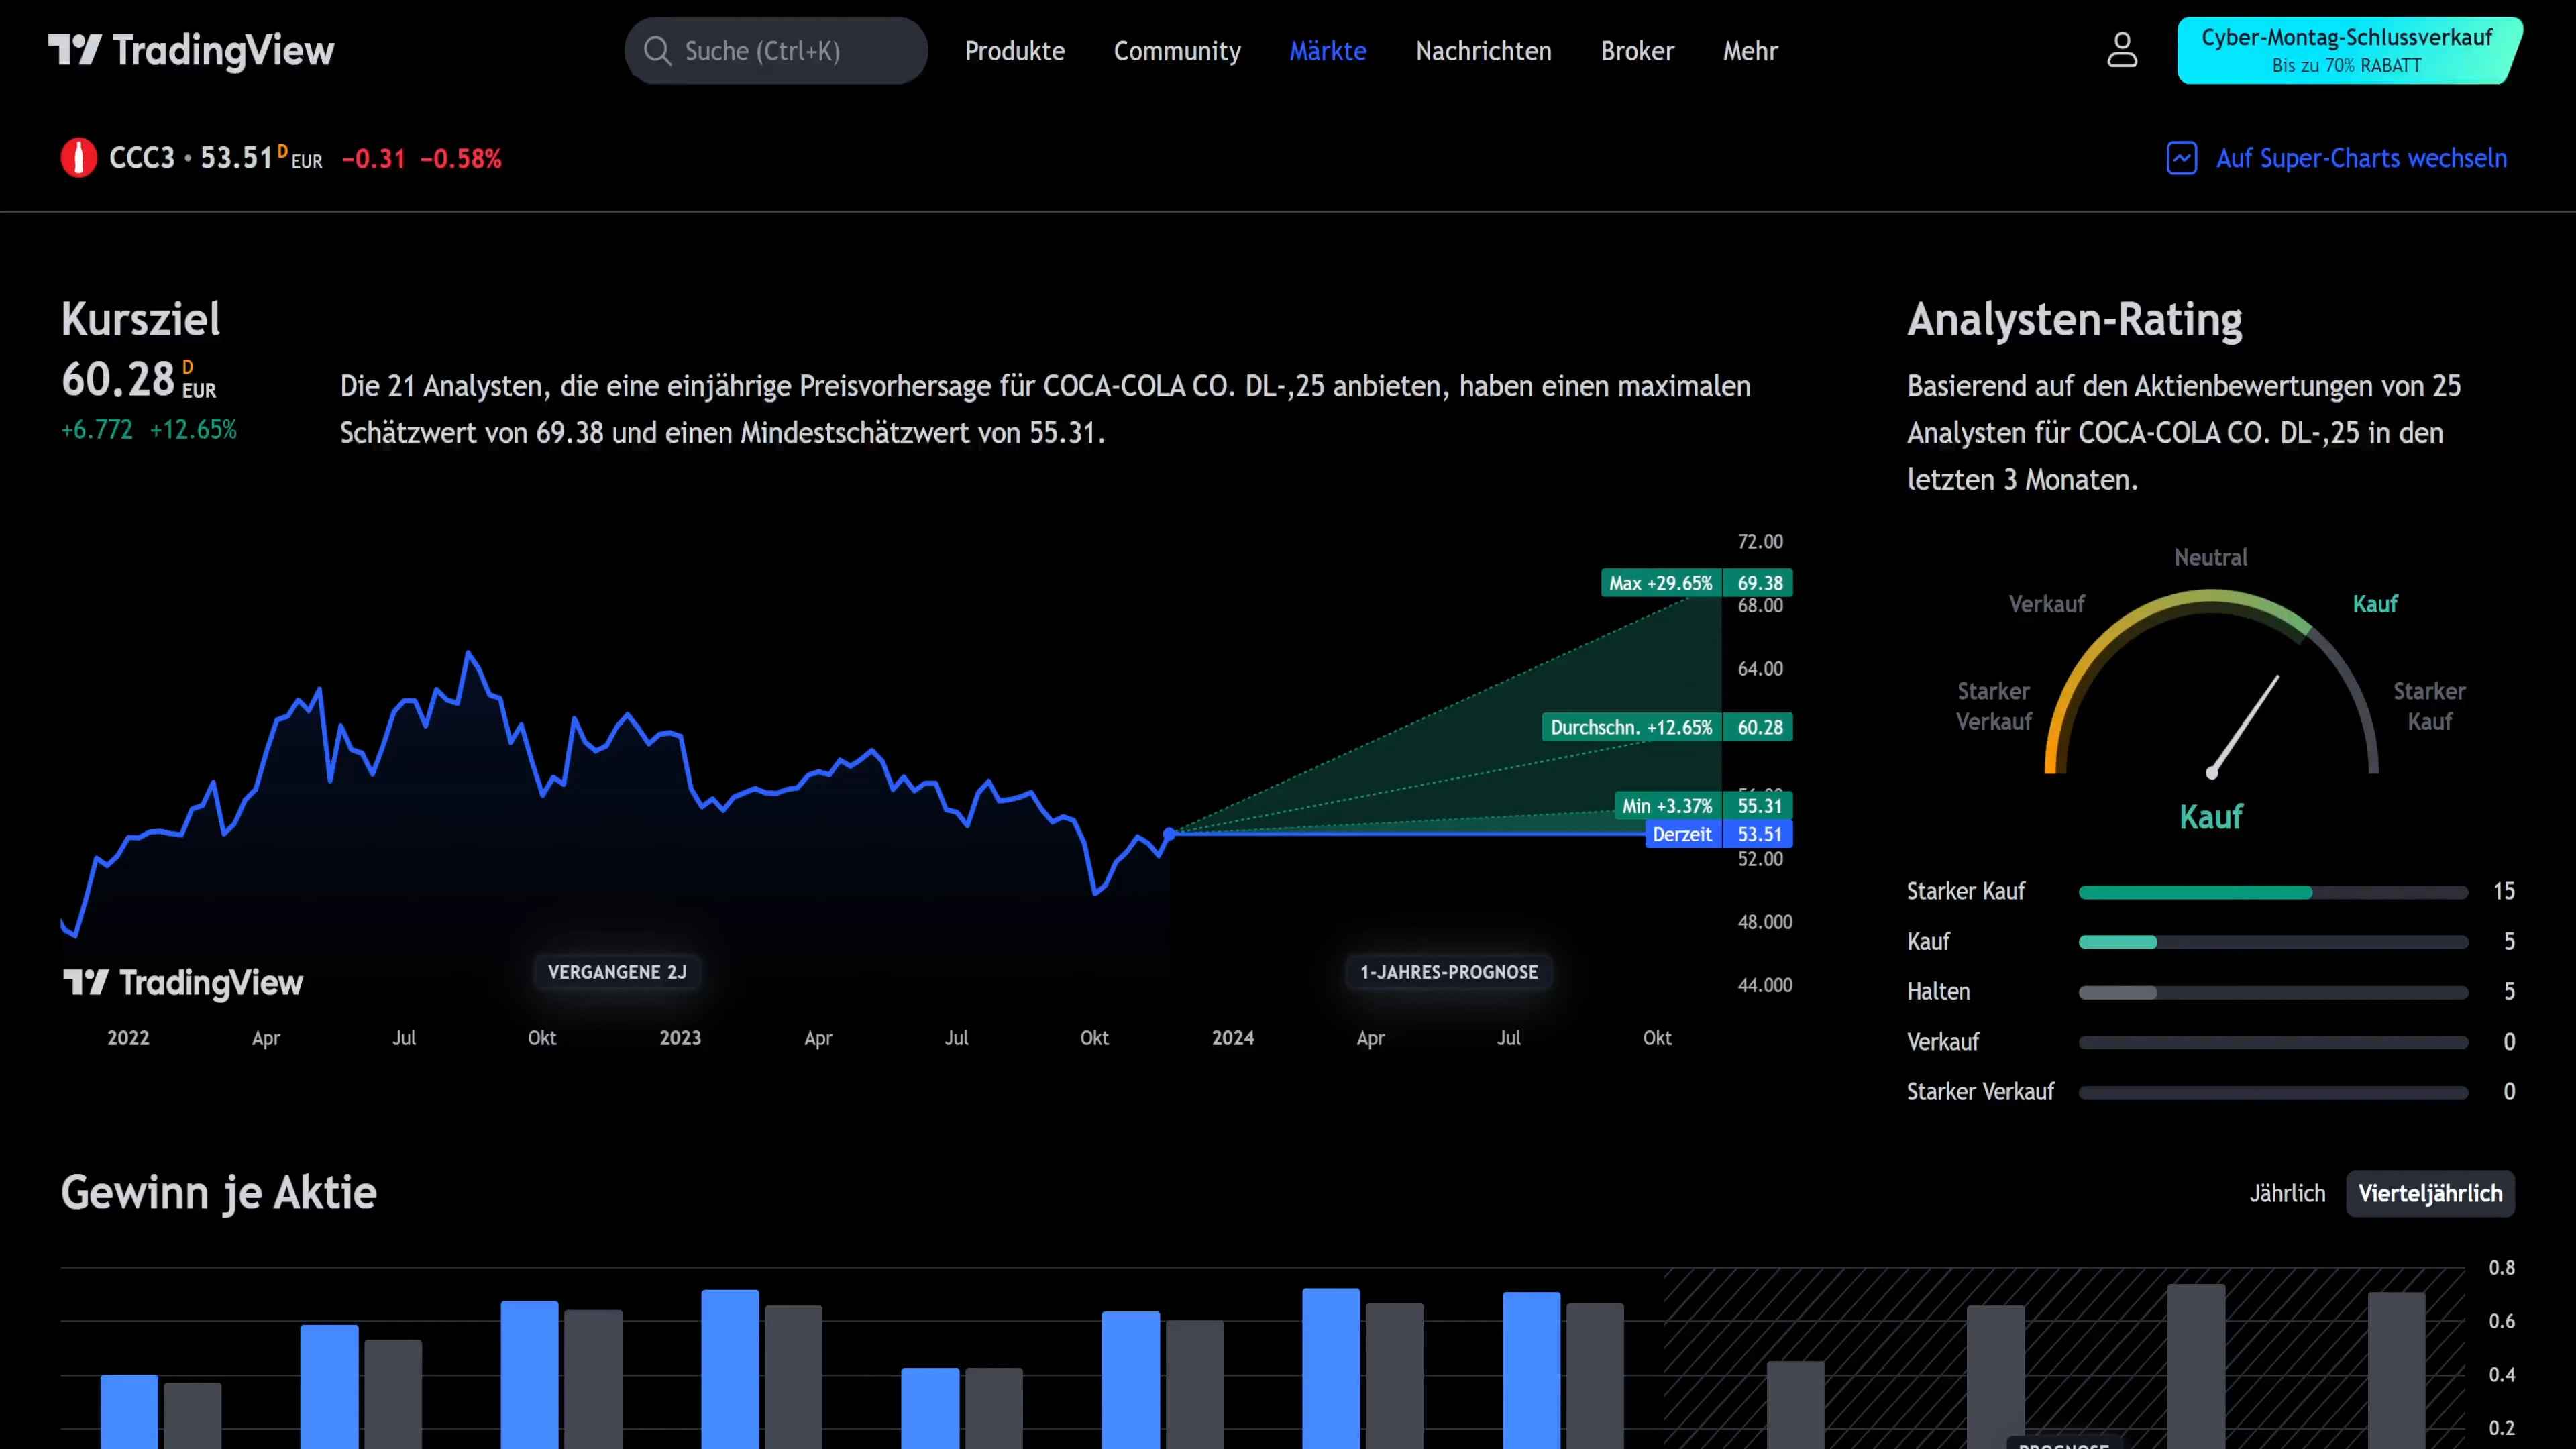 TradingView
Suche (Ctrl+K)
Produkte
Community
Märkte
Nachrichten
Broker
Mehr
Cyber-Montag-Schlussverkauf
Bis zu 70% RABATT
CCC3 • 53.51 D EUR −0.31 −0.58%
Auf Super-Charts wechseln
Kursziel
60.28 D EUR
+6.772 +12.65%
Die 21 Analysten, die eine einjährige Preisvorhersage für COCA-COLA CO. DL-,25 anbieten, haben einen maximalen
Schätzwert von 69.38 und einen Mindestschätzwert von 55.31.
72.00
Max +29.65% 69.38
68.00
64.00
Durchschn. +12.65% 60.28
Min +3.37% 55.31
Derzeit 53.51
52.00
48.000
44.000
VERGANGENE 2J
1-JAHRES-PROGNOSE
TradingView
2022 Apr Jul Okt 2023 Apr Jul Okt 2024 Apr Jul Okt
Analysten-Rating
Basierend auf den Aktienbewertungen von 25
Analysten für COCA-COLA CO. DL-,25 in den
letzten 3 Monaten.
Neutral
Verkauf
Kauf
Starker
Verkauf
Starker
Kauf
Kauf
Starker Kauf 15
Kauf 5
Halten 5
Verkauf 0
Starker Verkauf 0
Gewinn je Aktie
Jährlich
Vierteljährlich
0.8
0.6
0.4
0.2
PROGNOSE